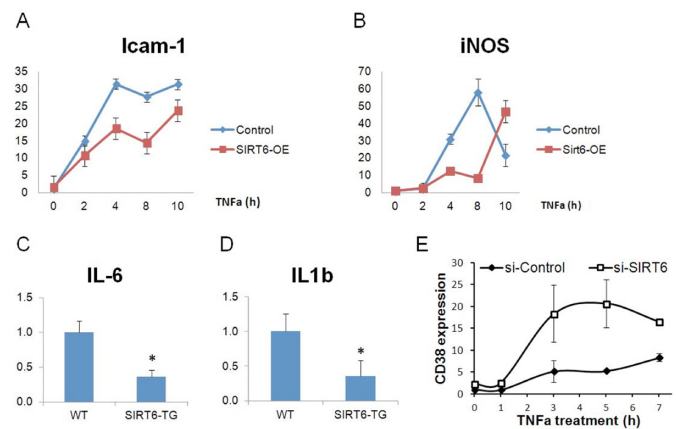 A
Icam-1
35
30
25
20
15
10
5
0
0 2 4 8 10
TNFa (h)
Control
SIRT6-OE
B
iNOS
70
60
50
40
30
20
10
0
0 2 4 8 10
TNFa (h)
Control
Sirt6-OE
C
IL-6
1.5
1.0
0.5
0.0
*
WT SIRT6-TG
D
IL1b
1.5
1.0
0.5
0.0
*
WT SIRT6-TG
E
si-Control si-SIRT6
CD38 expression
30
25
20
15
10
5
0
0 1 2 3 4 5 6 7
TNFa treatment (h)